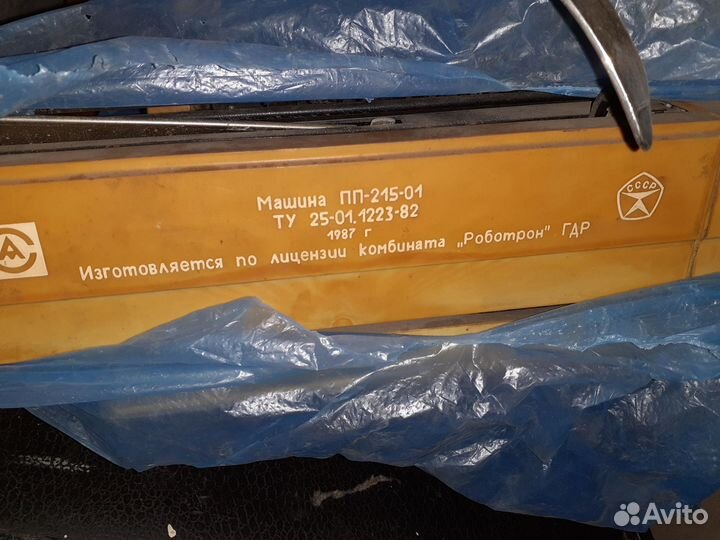 Машина ПП-215-01
ТУ 25-01.1223-82
1987 г
Изготовляется по лицензии комбината „Роботрон" ГДР
СССР
Avito